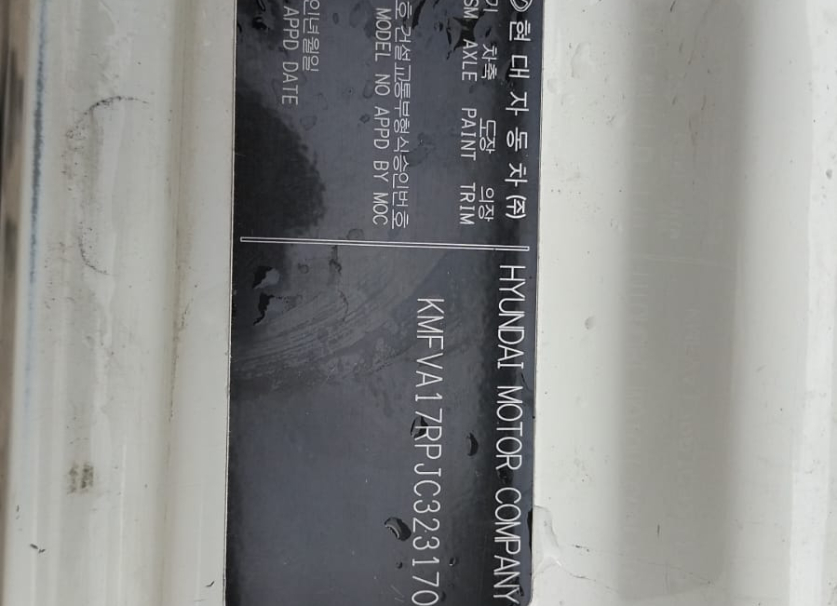 현대자동차(주) HYUNDAI MOTOR COMPANY
기 차축 도장 의장
SM AXLE PAINT TRIM
KMFVA17RPJC323170
호 건설교통부형식승인번호
MODEL NO APPD BY MOC
인년월일
APPD DATE